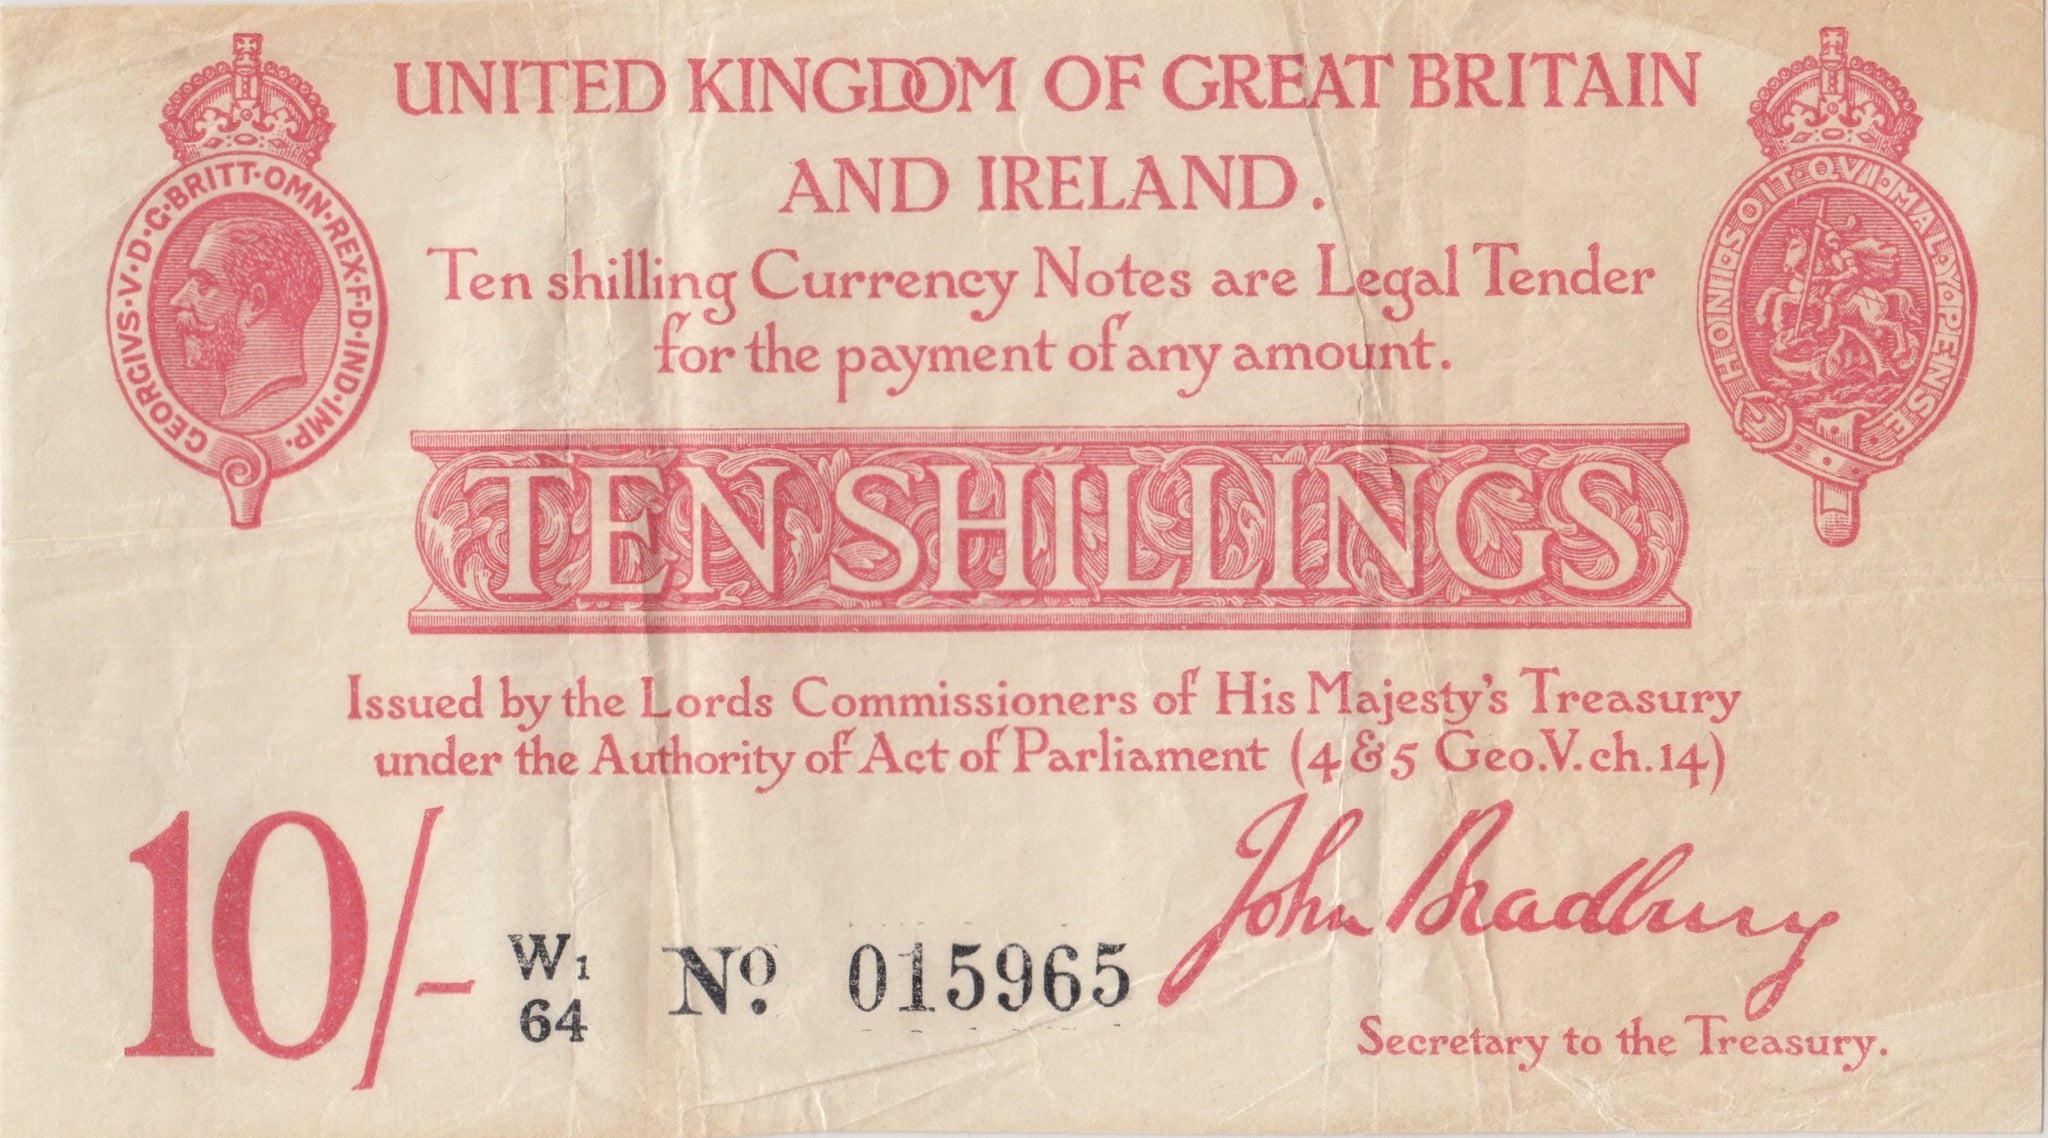 UNITED KINGDOM OF GREAT BRITAIN
AND IRELAND.
GEORGIVS·V·D·G·BRITT·OMN·REX·F·D·IND·IMP·
HONI·SOIT·QVI·MAL·Y·PENSE
Ten shilling Currency Notes are Legal Tender
for the payment of any amount.
TEN SHILLINGS
Issued by the Lords Commissioners of His Majesty's Treasury
under the Authority of Act of Parliament (4 & 5 Geo.V. ch.14)
10/-
W1
64
No. 015965
John Bradbury
Secretary to the Treasury.